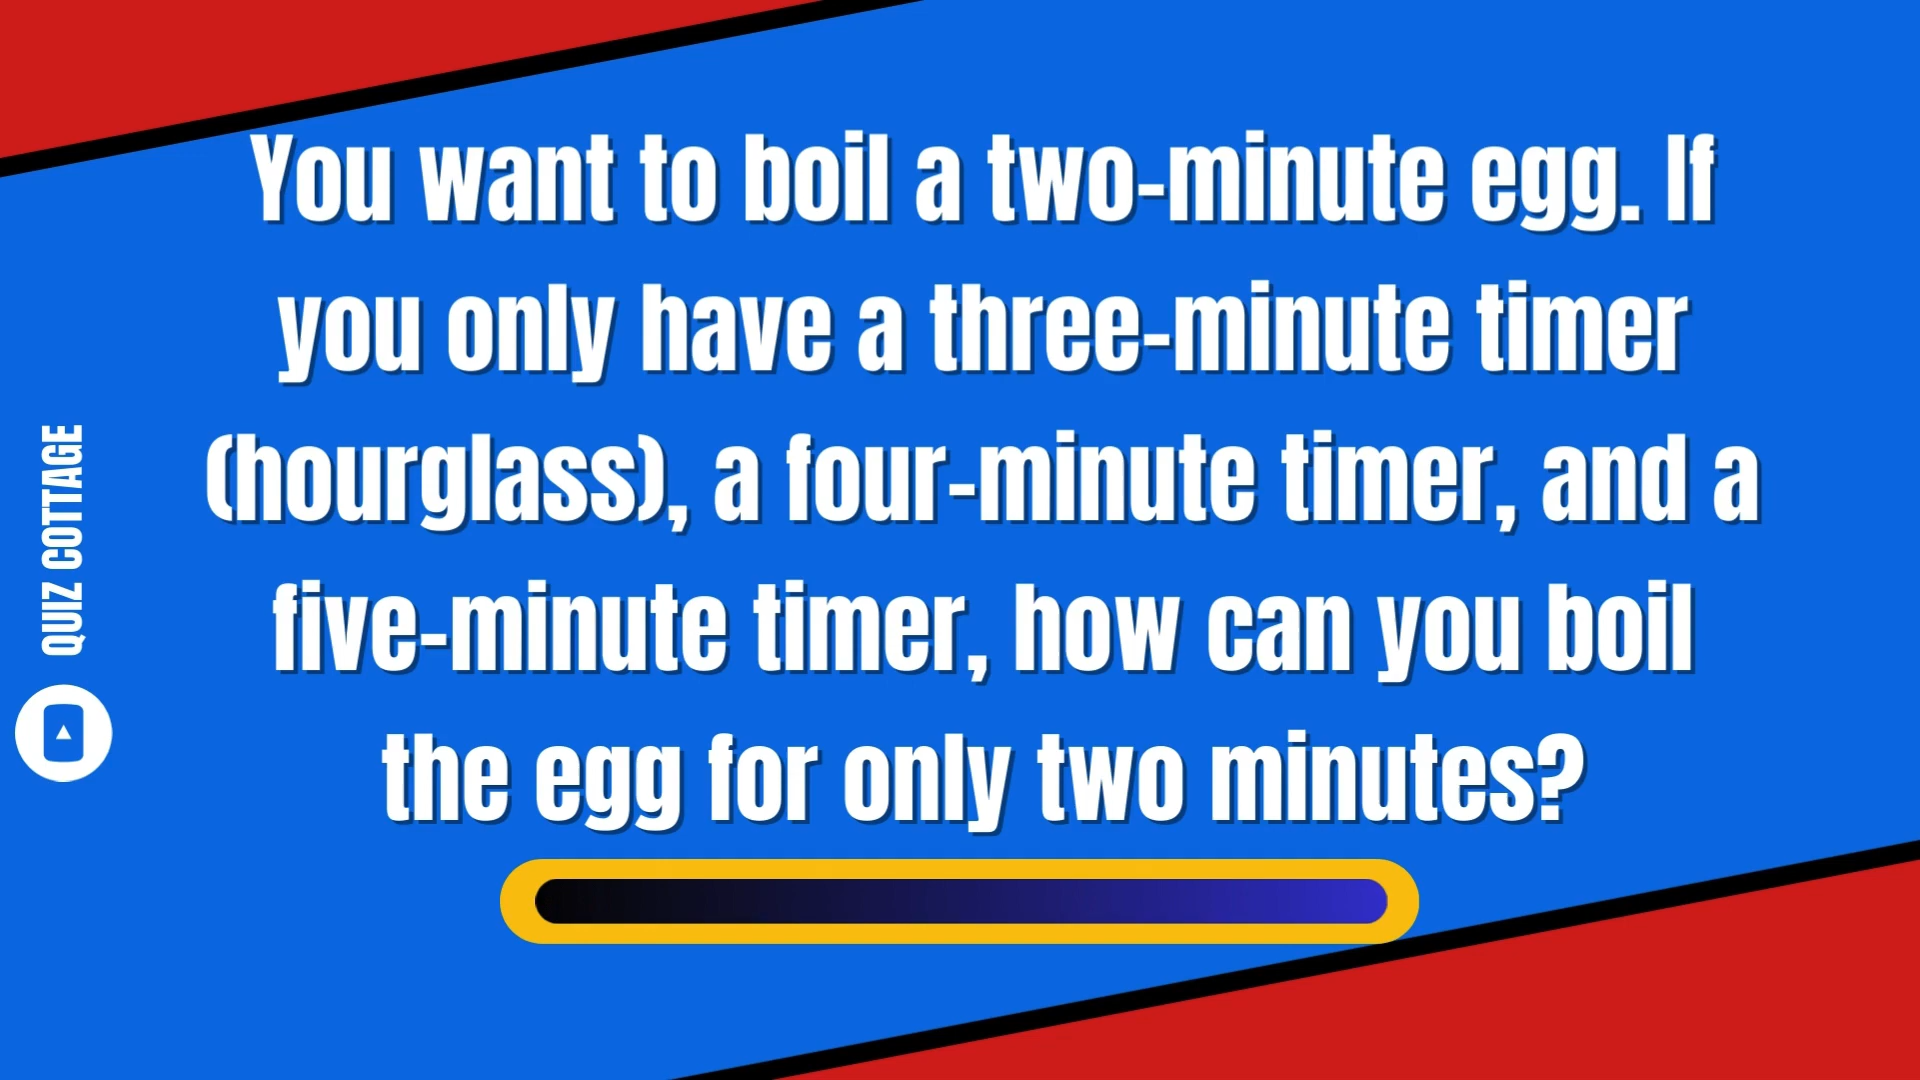 You want to boil a two-minute egg. If
you only have a three-minute timer
(hourglass), a four-minute timer, and a
five-minute timer, how can you boil
the egg for only two minutes?
QUIZ COTTAGE